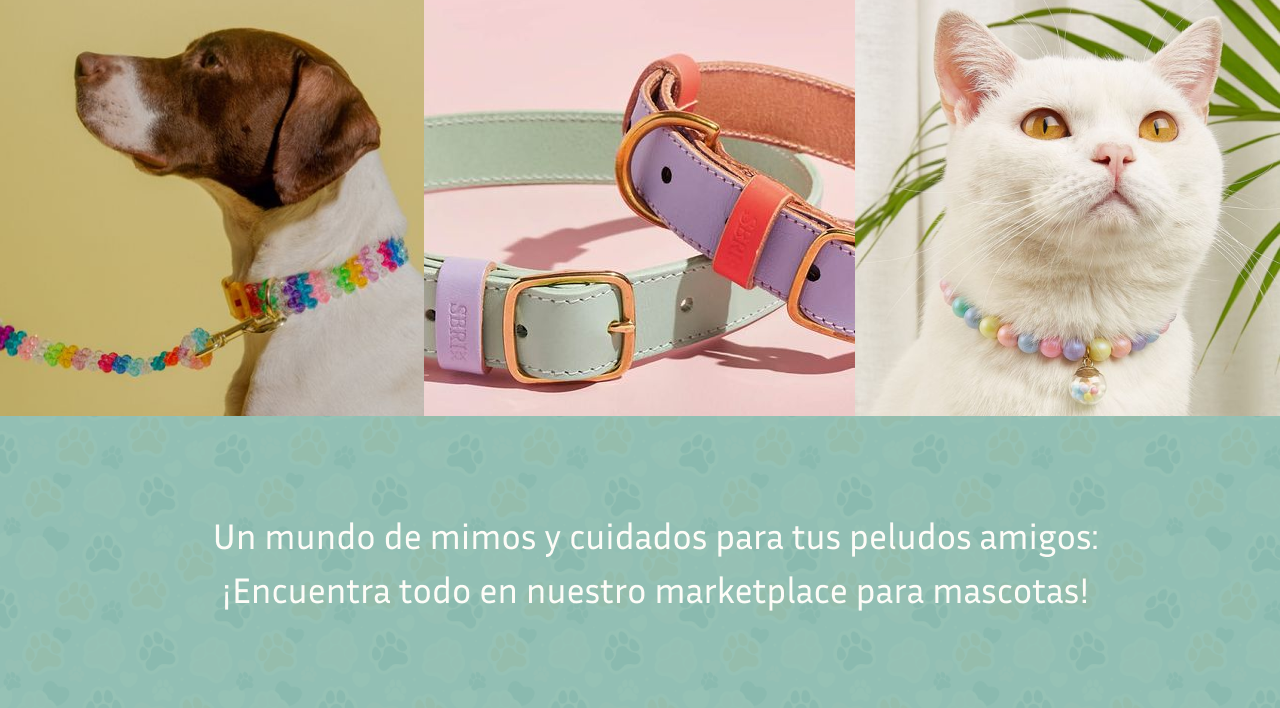 Un mundo de mimos y cuidados para tus peludos amigos:
¡Encuentra todo en nuestro marketplace para mascotas!